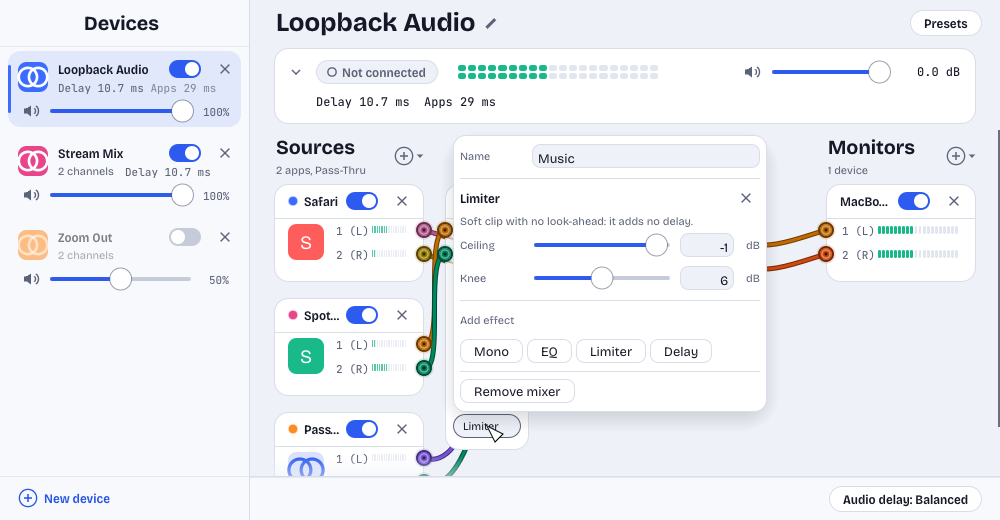 Devices
Loopback Audio
Delay 10.7 ms Apps 29 ms
100%
Stream Mix
2 channels Delay 10.7 ms
100%
Zoom Out
2 channels
50%
New device
Loopback Audio
Presets
Not connected
0.0 dB
Delay 10.7 ms Apps 29 ms
Sources
2 apps, Pass-Thru
Safari
S
1 (L)
2 (R)
Spot...
S
1 (L)
2 (R)
Pass...
1 (L)
Name
Music
Limiter
Soft clip with no look-ahead: it adds no delay.
Ceiling
-1
dB
Knee
6
dB
Add effect
Mono
EQ
Limiter
Delay
Remove mixer
Limiter
Monitors
1 device
MacBo...
1 (L)
2 (R)
Audio delay: Balanced